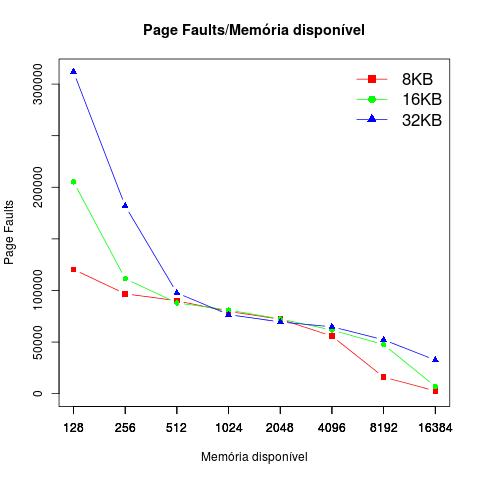 Page Faults/Memória disponível
8KB
16KB
32KB
Page Faults
300000
200000
100000
50000
0
128 256 512 1024 2048 4096 8192 16384
Memória disponível